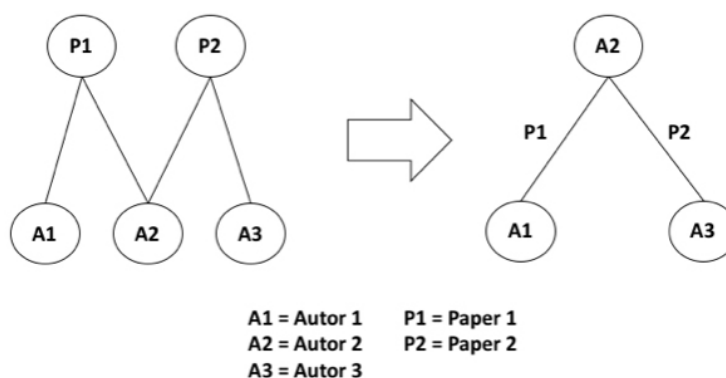 P1 P2 A2
P1 P2
A1 A2 A3 A1 A3
A1 = Autor 1 P1 = Paper 1
A2 = Autor 2 P2 = Paper 2
A3 = Autor 3